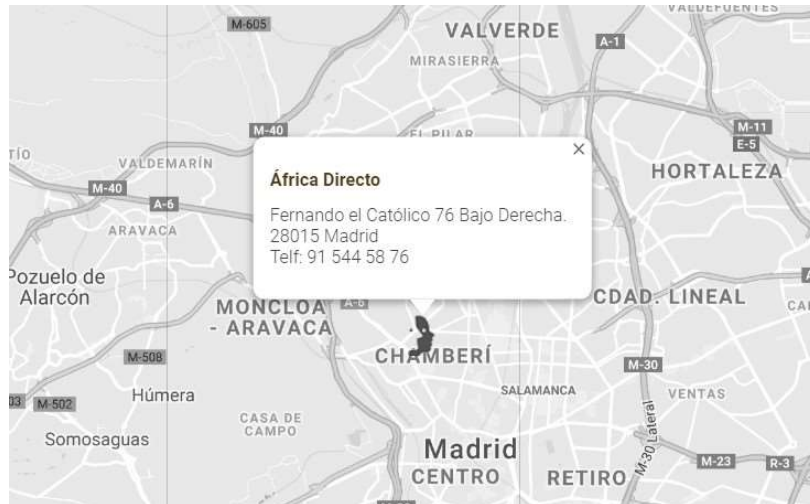 M-605
VALVERDE
VALDEFUENTES
A-1
MIRASIERRA
M-40
EL PILAR
M-11
E-5
VALDEMARÍN
HORTALEZA
M-40
A-6
ARAVACA
África Directo
Fernando el Católico 76 Bajo Derecha.
28015 Madrid
Telf: 91 544 58 76
Pozuelo de
Alarcón
MONCLOA
- ARAVACA
A-6
CDAD. LINEAL
CHAMBERÍ
M-508
M-30
Húmera
M-502
SALAMANCA
VENTAS
CASA DE
CAMPO
Somosaguas
Madrid
CENTRO
RETIRO
M-30 Lateral
M-23
R-3